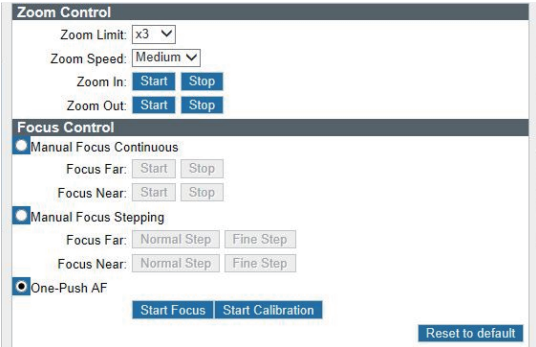 Zoom Control
Zoom Limit: x3
Zoom Speed: Medium
Zoom In: Start Stop
Zoom Out: Start Stop
Focus Control
Manual Focus Continuous
Focus Far: Start Stop
Focus Near: Start Stop
Manual Focus Stepping
Focus Far: Normal Step Fine Step
Focus Near: Normal Step Fine Step
One-Push AF
Start Focus Start Calibration
Reset to default